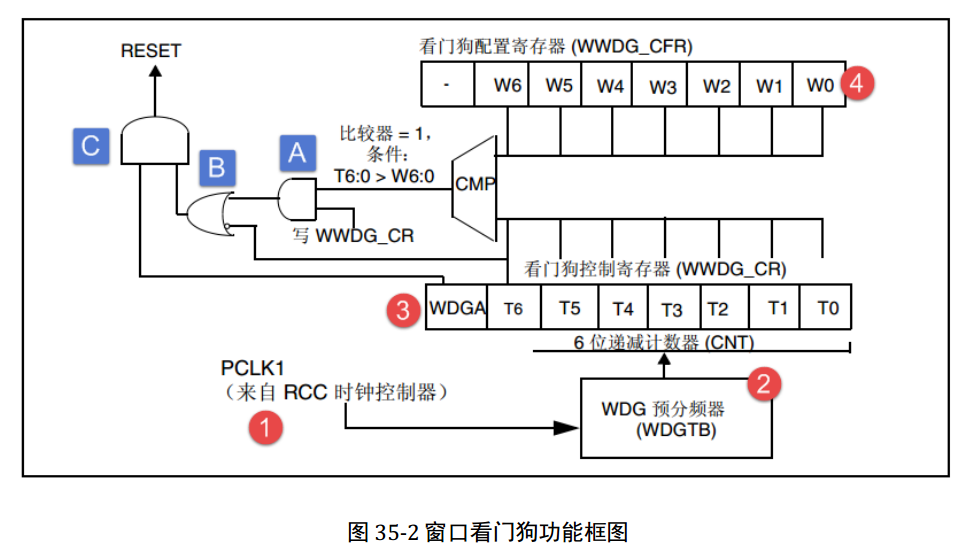 看门狗配置寄存器 (WWDG_CFR)
RESET
- W6 W5 W4 W3 W2 W1 W0 4
C
B
A
比较器 = 1，
条件：
T6:0 > W6:0
CMP
写 WWDG_CR
看门狗控制寄存器 (WWDG_CR)
3 WDGA T6 T5 T4 T3 T2 T1 T0
6 位递减计数器 (CNT)
PCLK1
（来自 RCC 时钟控制器）
1
2
WDG 预分频器
(WDGTB)
图 35-2 窗口看门狗功能框图